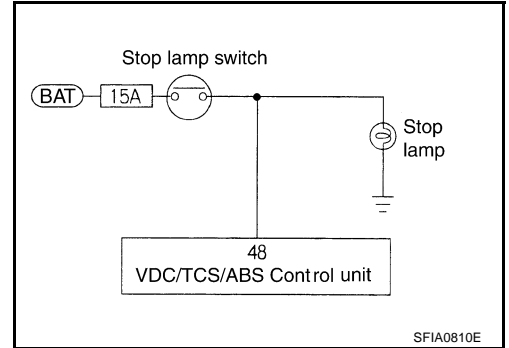 Stop lamp switch
BAT
15A
Stop
lamp
48
VDC/TCS/ABS Control unit
SFIA0810E